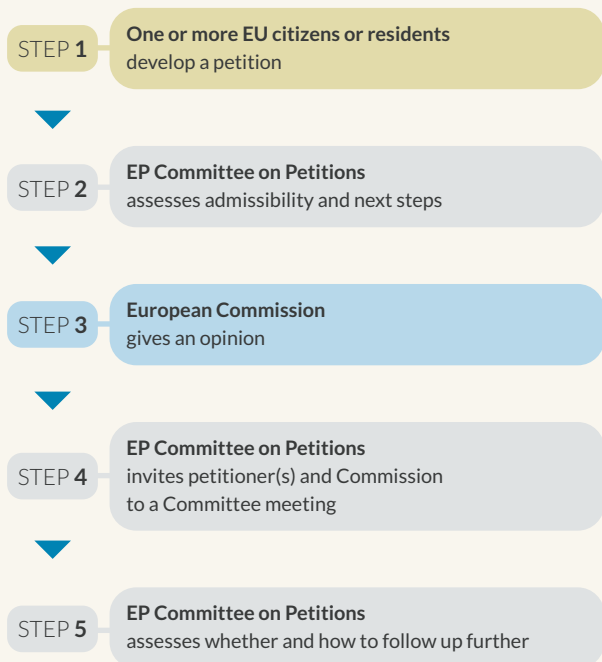 STEP 1
One or more EU citizens or residents
develop a petition
STEP 2
EP Committee on Petitions
assesses admissibility and next steps
STEP 3
European Commission
gives an opinion
STEP 4
EP Committee on Petitions
invites petitioner(s) and Commission
to a Committee meeting
STEP 5
EP Committee on Petitions
assesses whether and how to follow up further